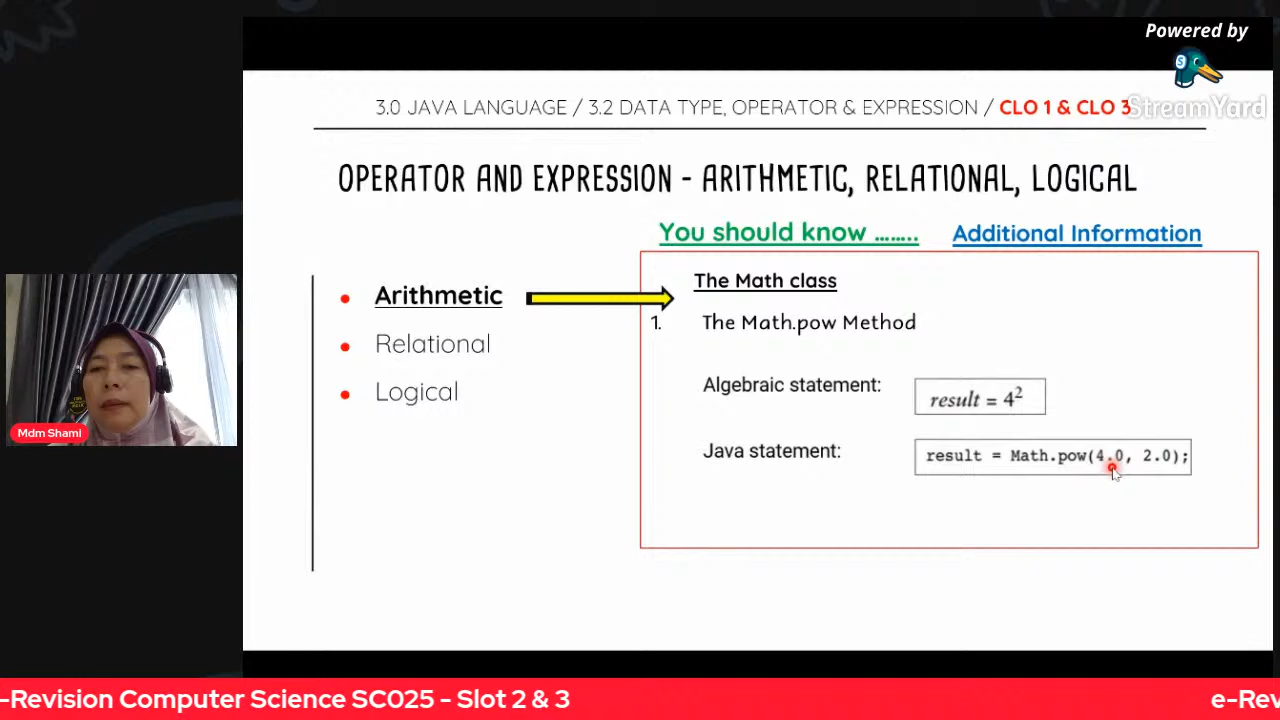 Powered by
StreamYard
3.0 JAVA LANGUAGE / 3.2 DATA TYPE, OPERATOR & EXPRESSION / CLO 1 & CLO 3
OPERATOR AND EXPRESSION - ARITHMETIC, RELATIONAL, LOGICAL
You should know ........
Additional Information
Arithmetic
Relational
Logical
The Math class
1. The Math.pow Method
Algebraic statement:
result = 4²
Java statement:
result = Math.pow(4.0, 2.0);
Mdm Shami
-Revision Computer Science SC025 - Slot 2 & 3
e-Rev